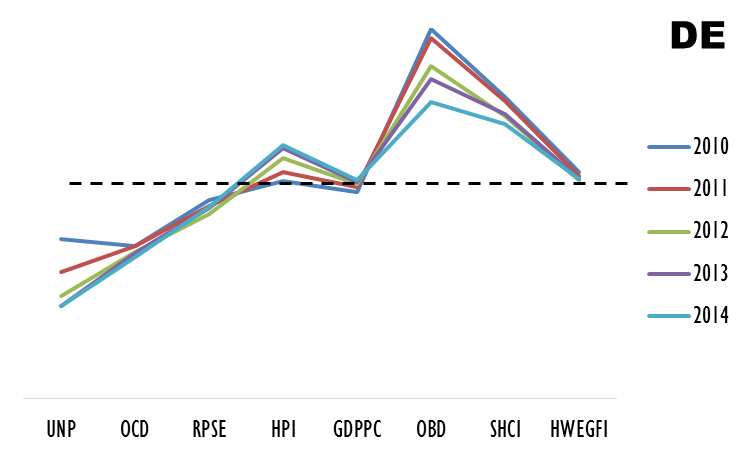 DE
2010
2011
2012
2013
2014
UNP OCD RPSE HPI GDPPC OBD SHCI HWEGFI